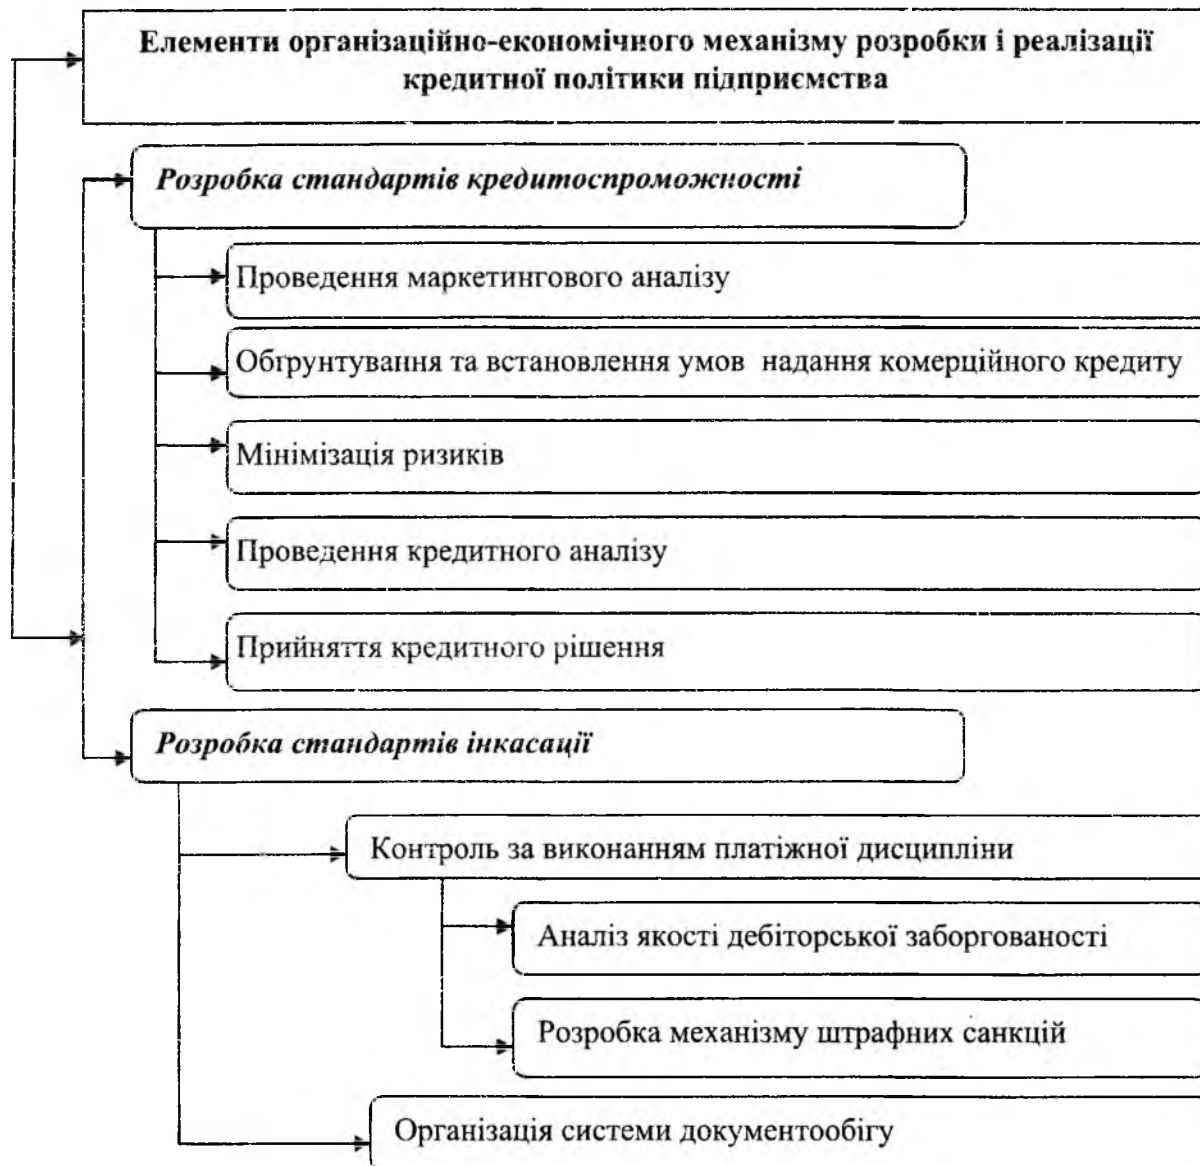 Елементи організаційно-економічного механізму розробки і реалізації
кредитної політики підприємства
Розробка стандартів кредитоспроможності
Проведення маркетингового аналізу
Обґрунтування та встановлення умов надання комерційного кредиту
Мінімізація ризиків
Проведення кредитного аналізу
Прийняття кредитного рішення
Розробка стандартів інкасації
Контроль за виконанням платіжної дисципліни
Аналіз якості дебіторської заборгованості
Розробка механізму штрафних санкцій
Організація системи документообігу